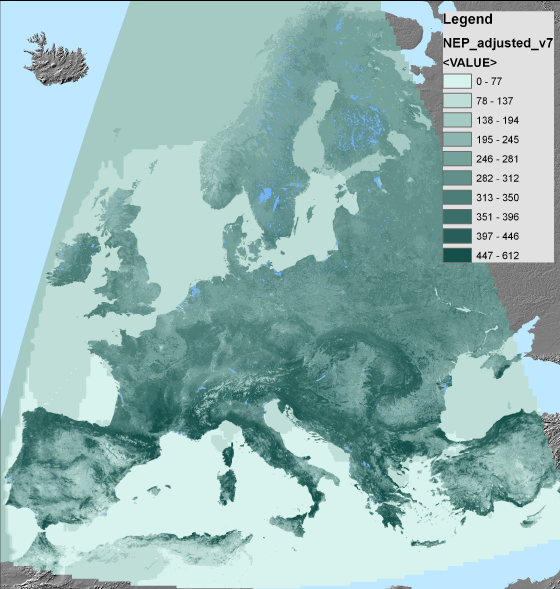 Legend
NEP_adjusted_v7
<VALUE>
0 - 77
78 - 137
138 - 194
195 - 245
246 - 281
282 - 312
313 - 350
351 - 396
397 - 446
447 - 612